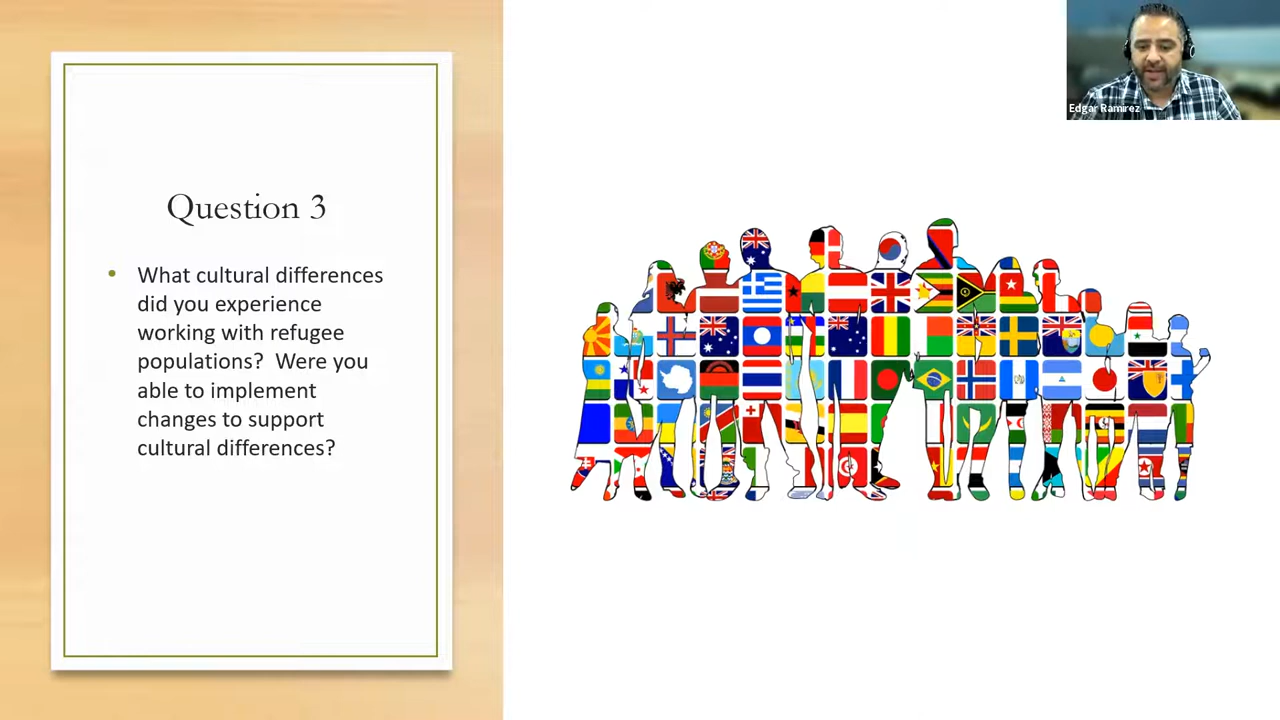 Question 3
• What cultural differences
did you experience
working with refugee
populations?  Were you
able to implement
changes to support
cultural differences?
Edgar Ramirez